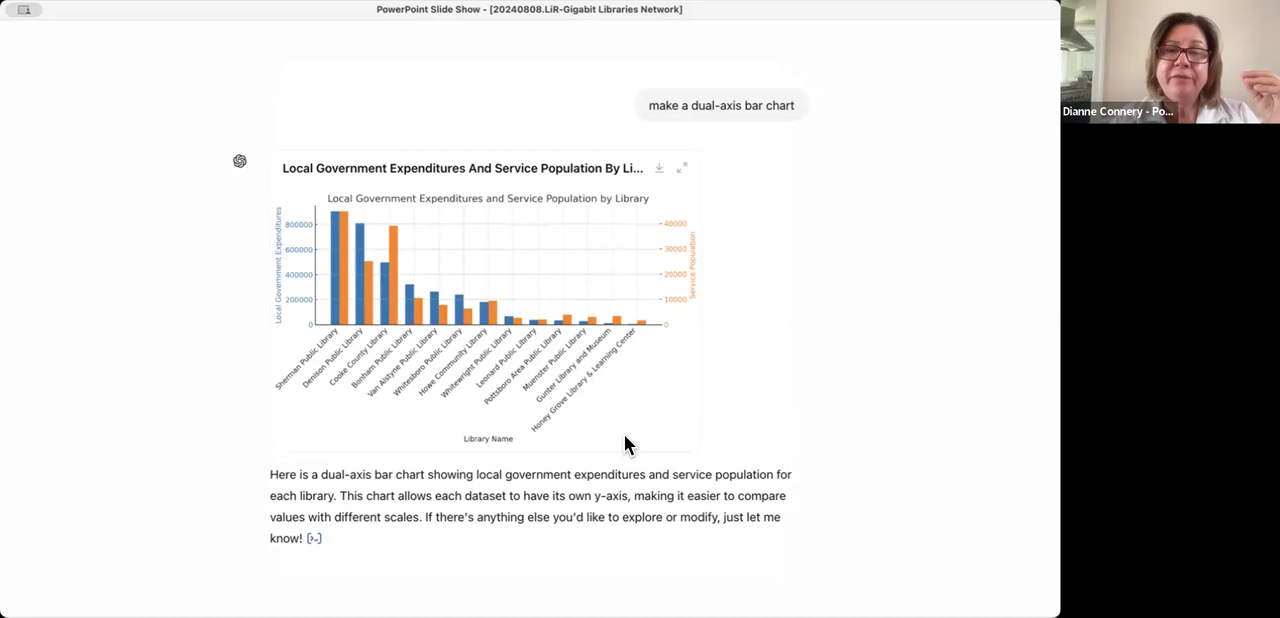 PowerPoint Slide Show - [20240808.LiR-Gigabit Libraries Network]
Dianne Connery - Po...
make a dual-axis bar chart
Local Government Expenditures And Service Population By Li...
Local Government Expenditures and Service Population by Library
Local Government Expenditures
800000
600000
400000
200000
0
40000
30000
20000
10000
0
Service Population
Sherman Public Library
Denison Public Library
Cooke County Library
Bonham Public Library
Van Alstyne Public Library
Whitesboro Public Library
Howe Community Library
Whitewright Public Library
Leonard Public Library
Pottsboro Area Public Library
Muenster Public Library
Gunter Library and Museum
Honey Grove Library & Learning Center
Library Name
Here is a dual-axis bar chart showing local government expenditures and service population for
each library. This chart allows each dataset to have its own y-axis, making it easier to compare
values with different scales. If there's anything else you'd like to explore or modify, just let me
know! [>-]